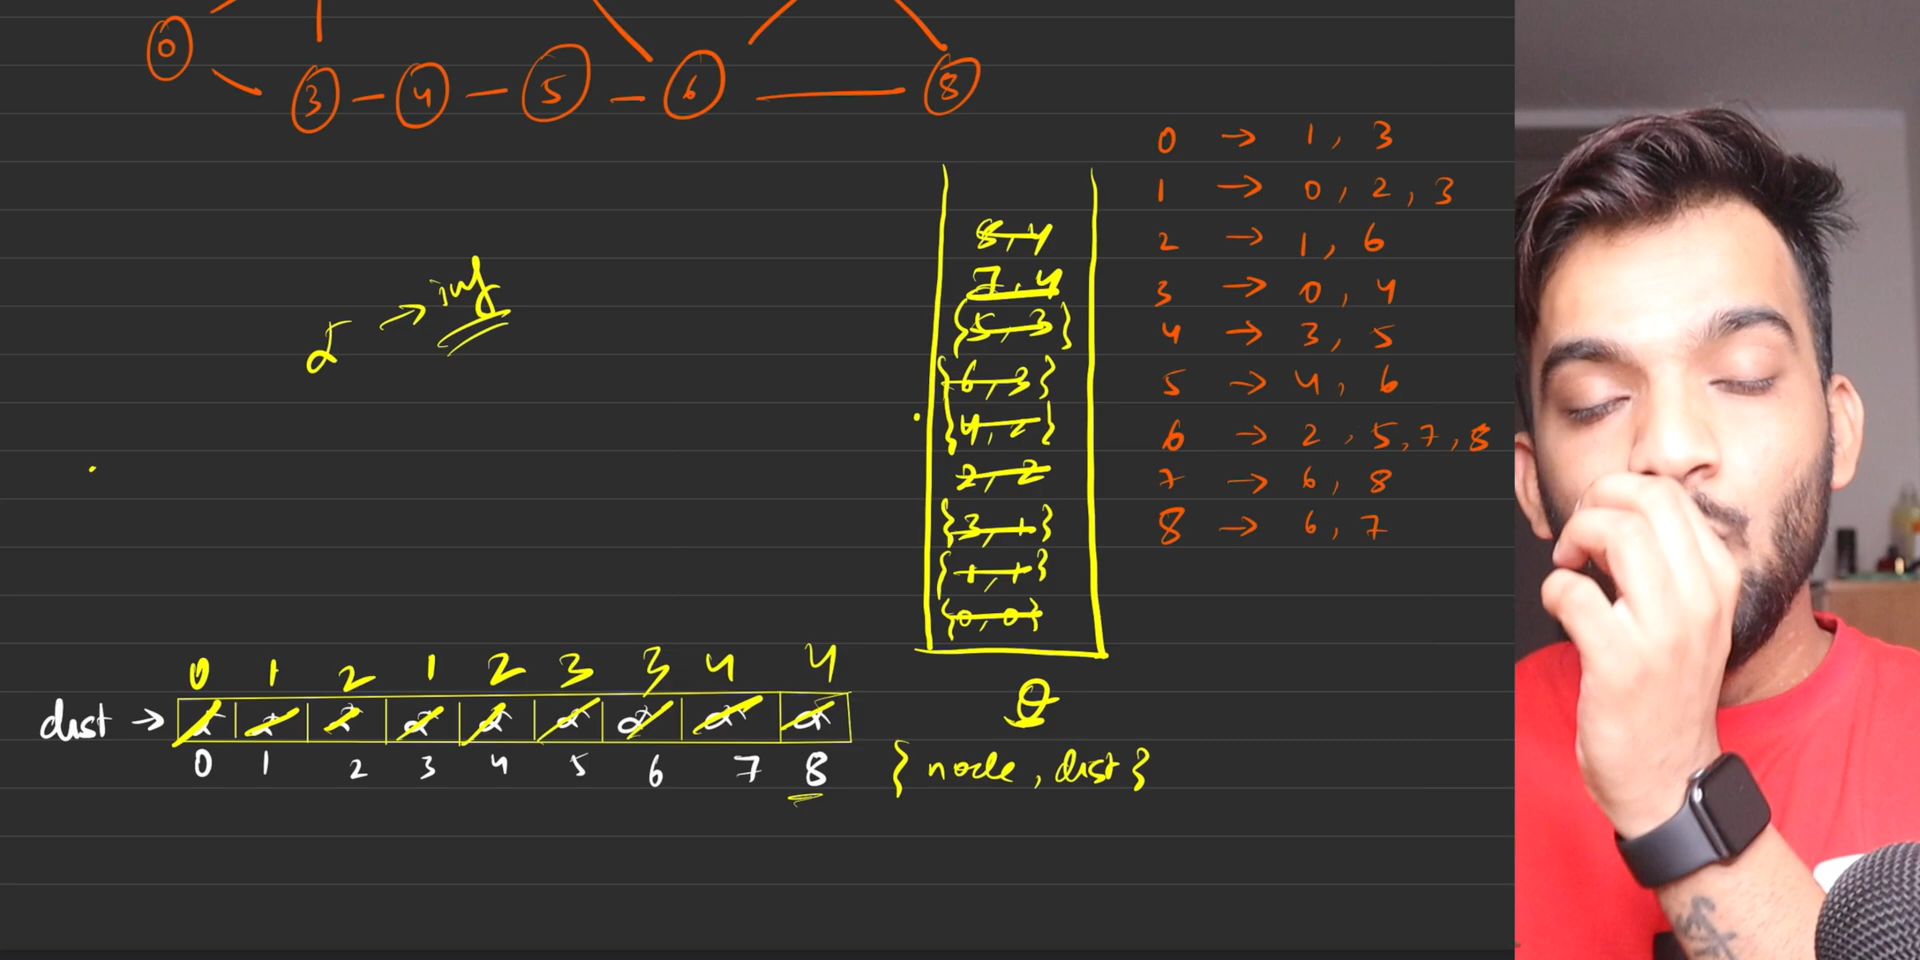 0
3 4 5 6 8
0 → 1, 3
1 → 0, 2, 3
2 → 1, 6
3 → 0, 4
4 → 3, 5
5 → 4, 6
6 → 2, 5, 7, 8
7 → 6, 8
8 → 6, 7
→ inf
8, 4
7, 4
{5, 3}
{6, 3}
{4, 2}
2, 2
{3, 1}
{1, 1}
{0, 0}
Q
{node, dist}
0 1 2 1 2 3 3 4 4
dist →
0 1 2 3 4 5 6 7 8